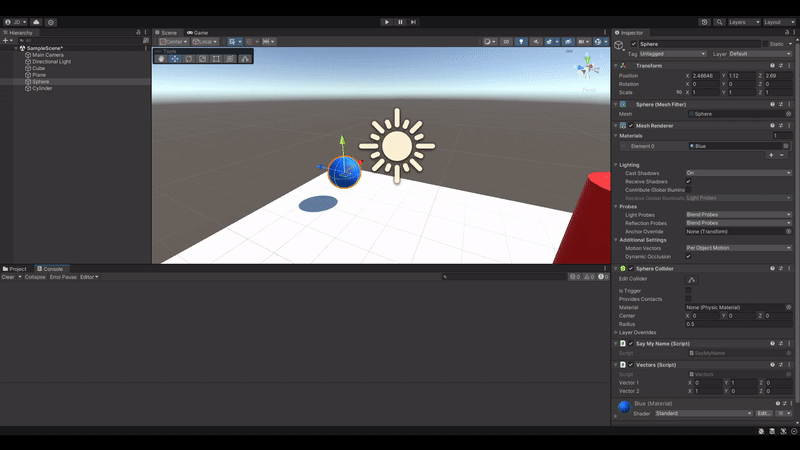 JD
Layers
Layout
Hierarchy
All
SampleScene*
Main Camera
Directional Light
Cube
Plane
Sphere
Cylinder
Scene
Game
Center
Local
2D
Tools
Persp
Project
Console
Clear
Collapse
Error Pause
Editor
0
0
0
Inspector
Sphere
Static
Tag Untagged
Layer Default
Transform
Position X 2.48646 Y 1.12 Z 2.69
Rotation X 0 Y 0 Z 0
Scale X 1 Y 1 Z 1
Sphere (Mesh Filter)
Mesh Sphere
Mesh Renderer
Materials 1
Element 0 Blue
Lighting
Cast Shadows On
Receive Shadows
Contribute Global Illumina
Receive Global Illuminati Light Probes
Probes
Light Probes Blend Probes
Reflection Probes Blend Probes
Anchor Override None (Transform)
Additional Settings
Motion Vectors Per Object Motion
Dynamic Occlusion
Sphere Collider
Edit Collider
Is Trigger
Provides Contacts
Material None (Physic Material)
Center X 0 Y 0 Z 0
Radius 0.5
Layer Overrides
Say My Name (Script)
Script SayMyName
Vectors (Script)
Script Vectors
Vector 1 X 0 Y 1 Z 0
Vector 2 X 1 Y 0 Z 0
Blue (Material)
Shader Standard Edit...